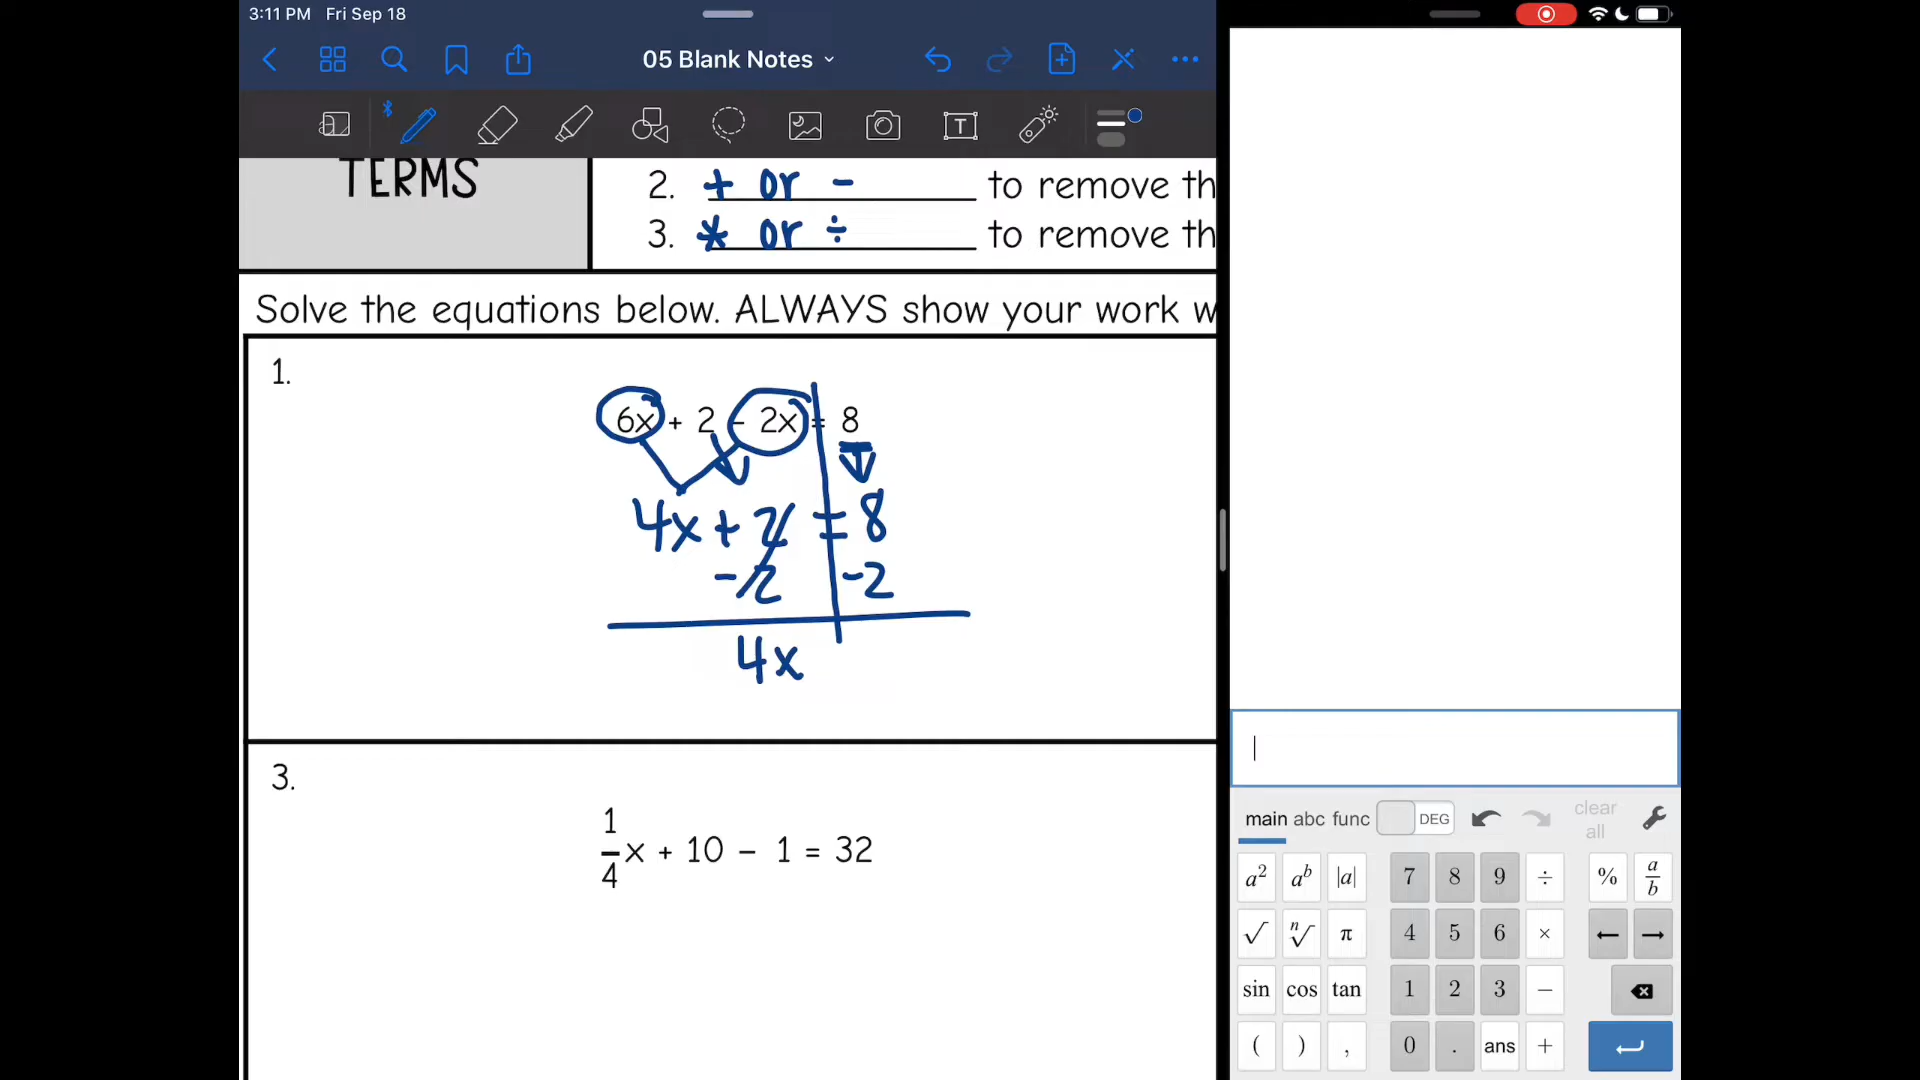 3:11 PM Fri Sep 18
05 Blank Notes
TERMS
2. + or - to remove th
3. * or ÷ to remove th
Solve the equations below. ALWAYS show your work w
1.
6x + 2 - 2x = 8
4x + 2 = 8
-2 -2
4x
3.
1/4 x + 10 - 1 = 32
main abc func DEG clear all
a² aᵇ |a| 7 8 9 ÷ % a/b
√ ⁿ√ π 4 5 6 × ← →
sin cos tan 1 2 3 −
( ) , 0 . ans +